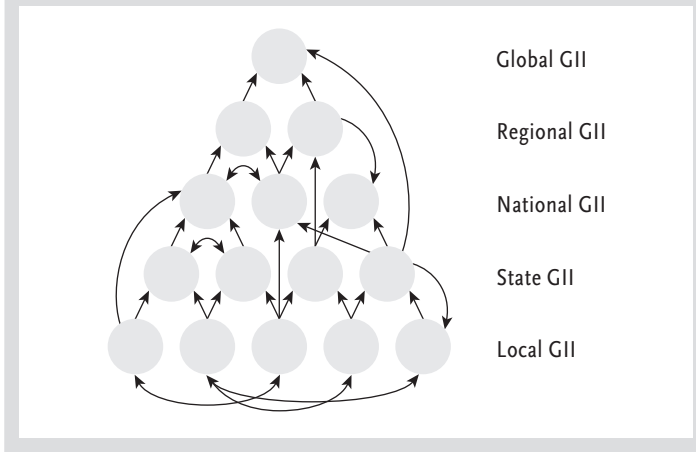 Global GII
Regional GII
National GII
State GII
Local GII